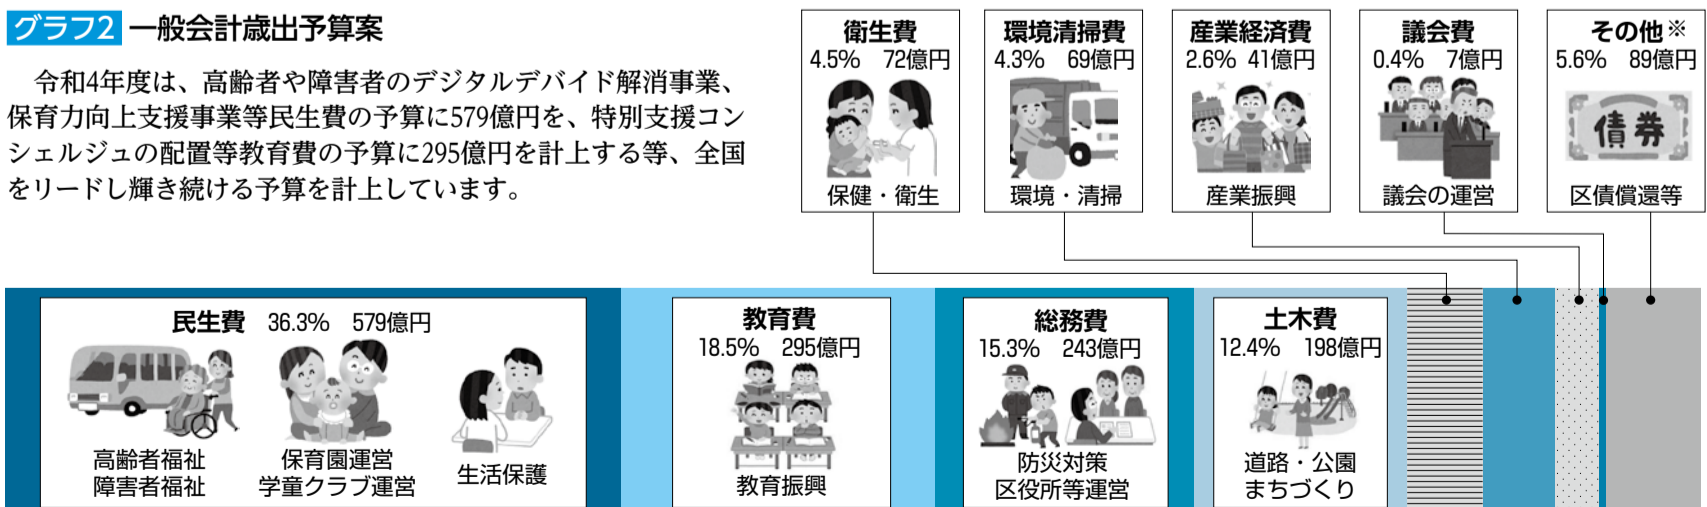 グラフ2 一般会計歳出予算案
令和4年度は、高齢者や障害者のデジタルデバイド解消事業、
保育力向上支援事業等民生費の予算に579億円を、特別支援コン
シェルジュの配置等教育費の予算に295億円を計上する等、全国
をリードし輝き続ける予算を計上しています。
衛生費
4.5% 72億円
保健・衛生
環境清掃費
4.3% 69億円
環境・清掃
産業経済費
2.6% 41億円
産業振興
議会費
0.4% 7億円
議会の運営
その他※
5.6% 89億円
債券
区債償還等
民生費 36.3% 579億円
高齢者福祉
障害者福祉
保育園運営
学童クラブ運営
生活保護
教育費
18.5% 295億円
教育振興
総務費
15.3% 243億円
防災対策
区役所等運営
土木費
12.4% 198億円
道路・公園
まちづくり